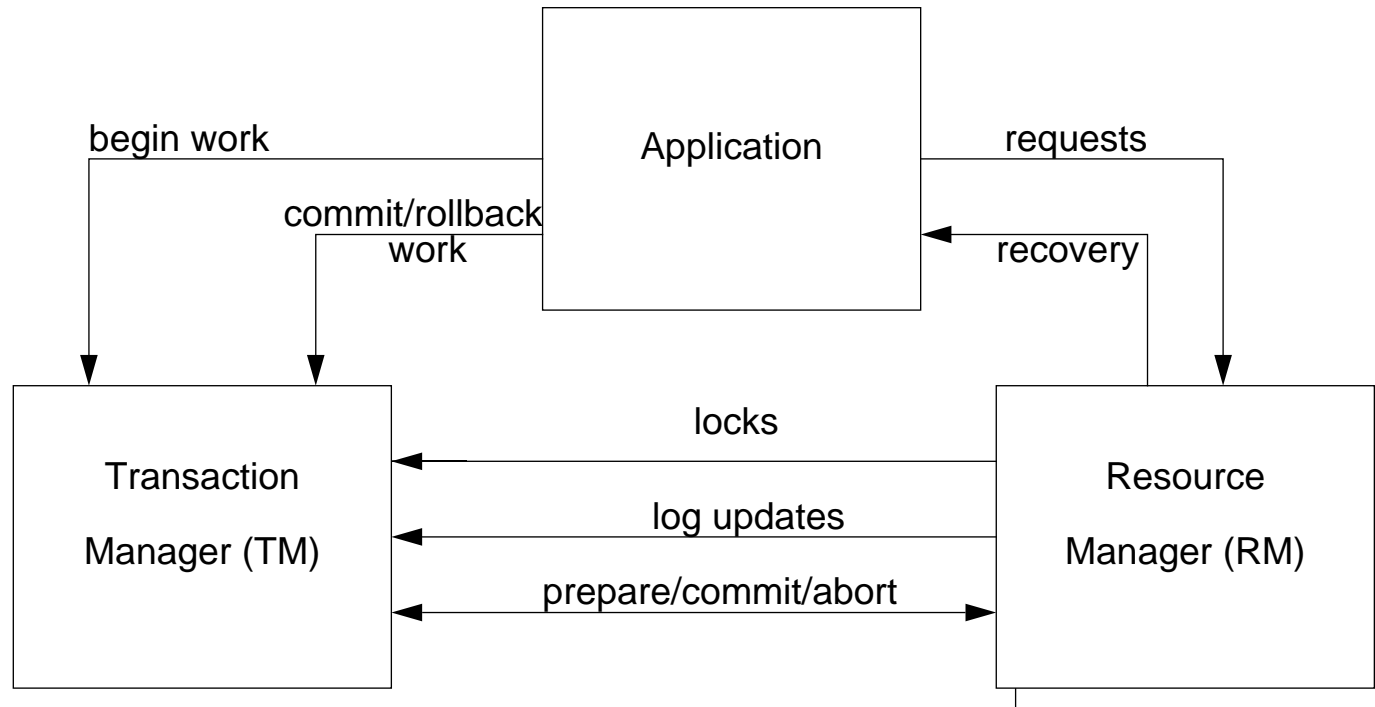 begin work
Application
requests
commit/rollback
work
recovery
locks
Transaction
Manager (TM)
log updates
Resource
Manager (RM)
prepare/commit/abort